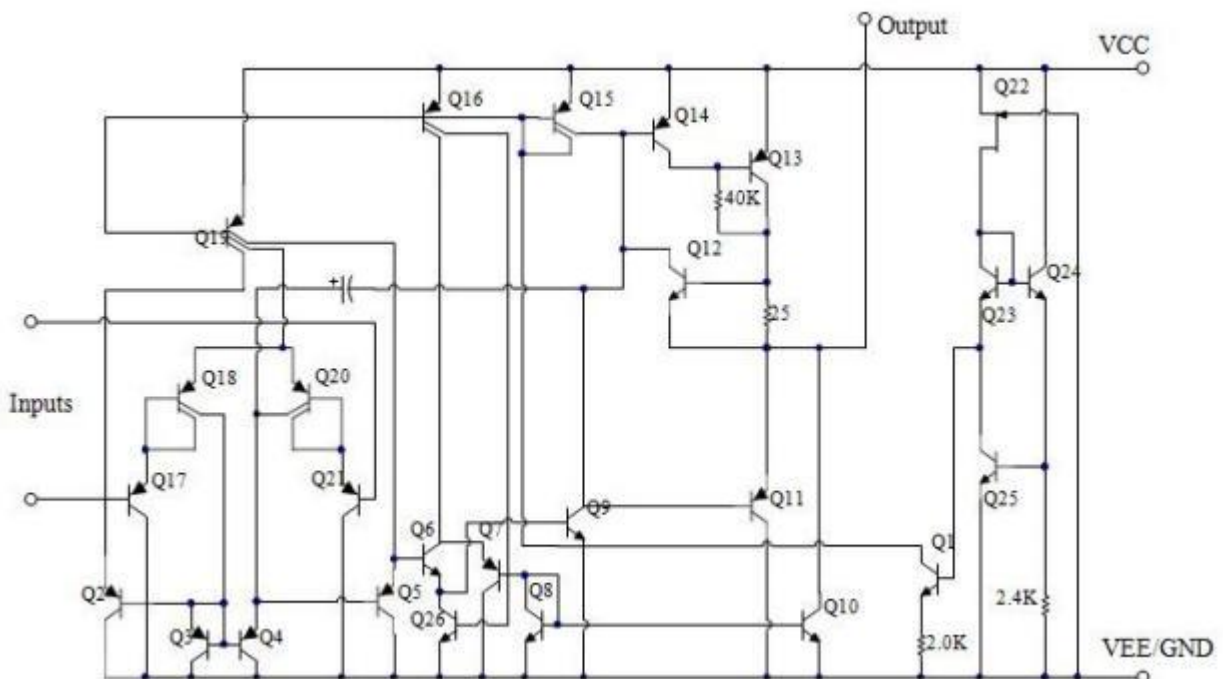 Output
VCC
Q16
Q15
Q14
Q22
Q13
40K
Q19
Q12
Q24
+
25
Q23
Q18
Q20
Inputs
Q17
Q21
Q25
Q9
Q11
Q6
Q7
Q1
Q2
Q5
Q8
Q10
2.4K
Q26
Q3
Q4
2.0K
VEE/GND